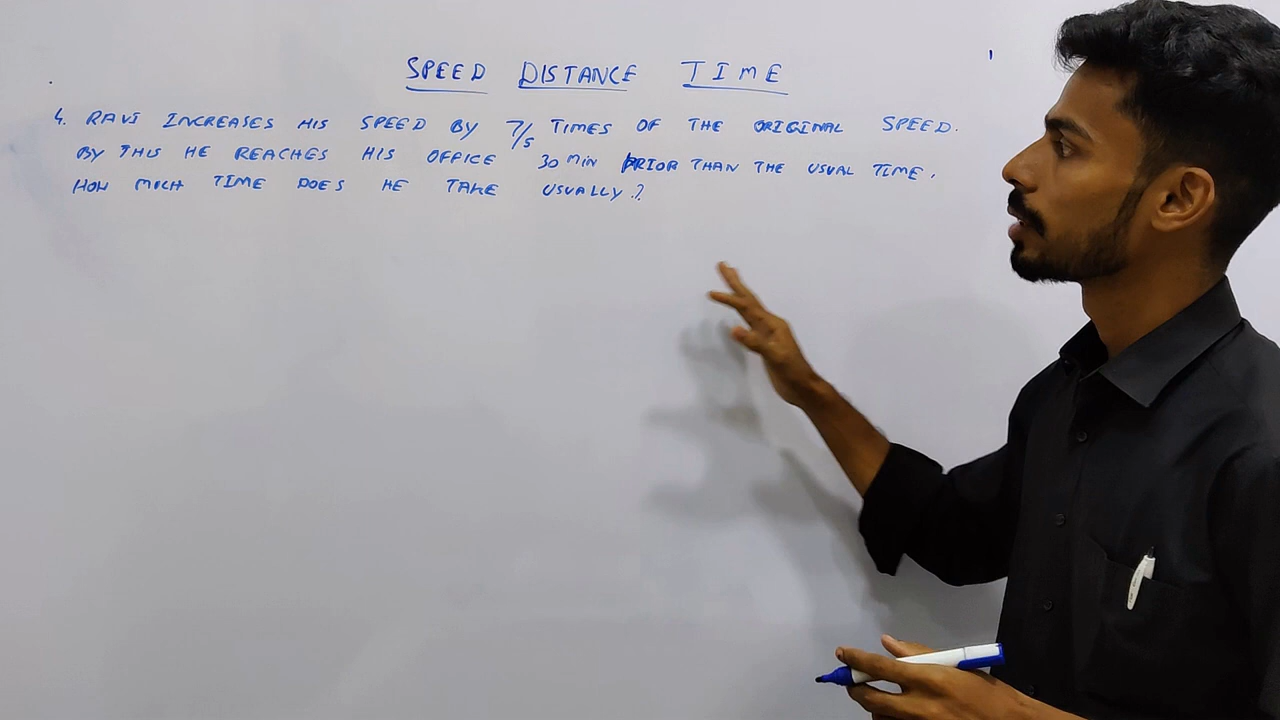 SPEED DISTANCE TIME
4. RAVI INCREASES HIS SPEED BY 7/5 TIMES OF THE ORIGINAL SPEED.
BY THIS HE REACHES HIS OFFICE 30 MIN PRIOR THAN THE USUAL TIME.
HOW MUCH TIME DOES HE TAKE USUALLY?